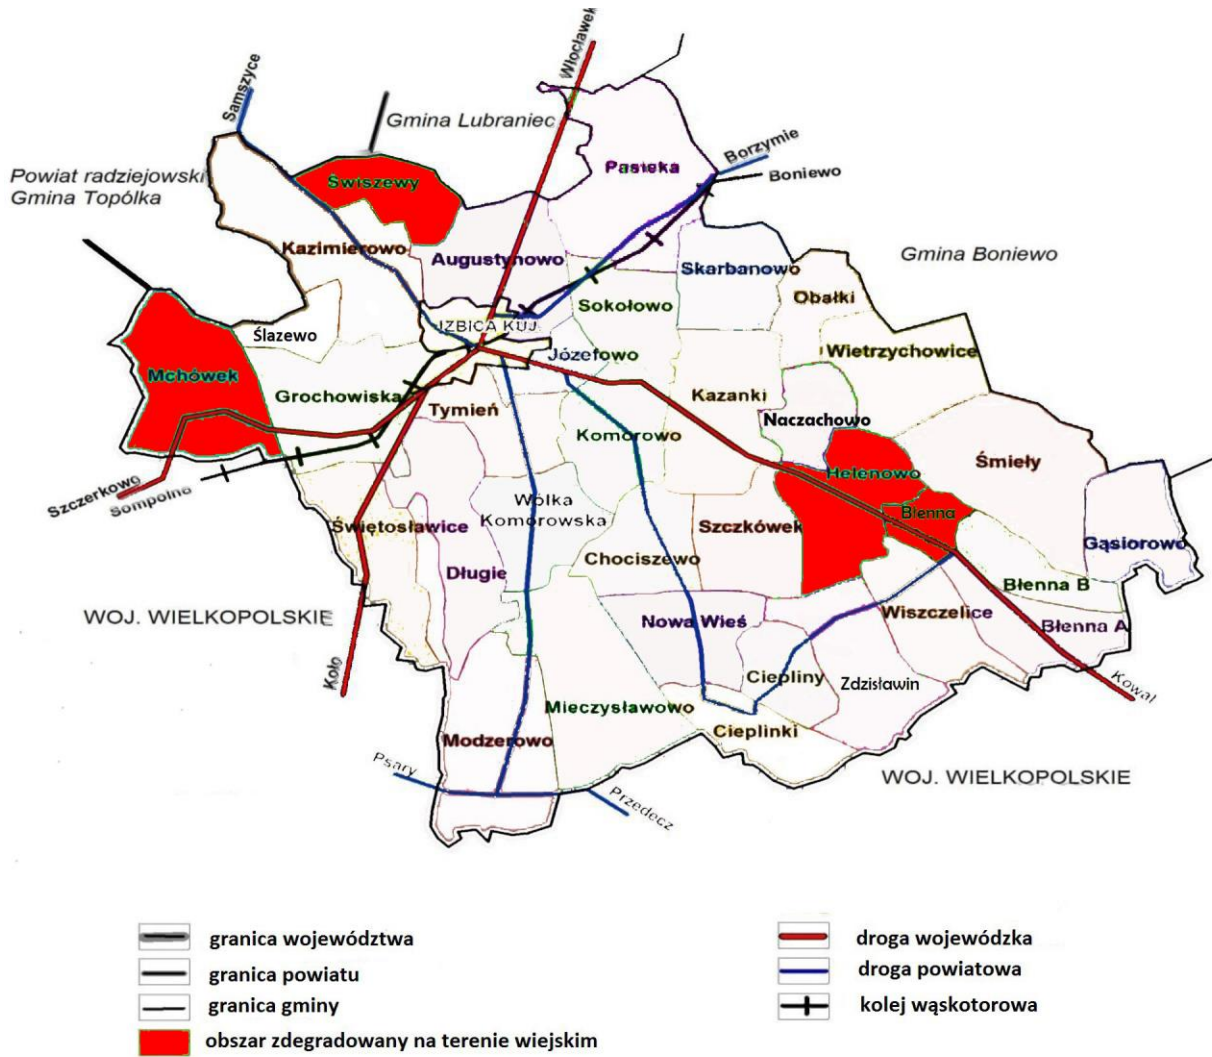 Włocławek
Samszyce
Gmina Lubraniec
Borzymie
Boniewo
Pasieka
Powiat radziejowski
Gmina Topólka
Świszewy
Kazimierowo
Augustynowo
Skarbanowo
Gmina Boniewo
Obałki
Sokołowo
IZBICA KUJ.
Ślazewo
Józefowo
Wietrzychowice
Mchówek
Grochowiska
Tymień
Kazanki
Naczachowo
Komorowo
Śmieły
Helenowo
Szczerkowo
Sompolno
Wólka
Komorowska
Błenna
Świętosławice
Szczkówek
Gąsiorowo
Chociszewo
Długie
Błenna B
WOJ. WIELKOPOLSKIE
Nowa Wieś
Wiszczelice
Błenna A
Koło
Ciepliny
Zdzisławin
Kowal
Mieczysławowo
Cieplinki
Modzerowo
Psary
Przedecz
WOJ. WIELKOPOLSKIE
granica województwa
granica powiatu
granica gminy
obszar zdegradowany na terenie wiejskim
droga wojewódzka
droga powiatowa
kolej wąskotorowa